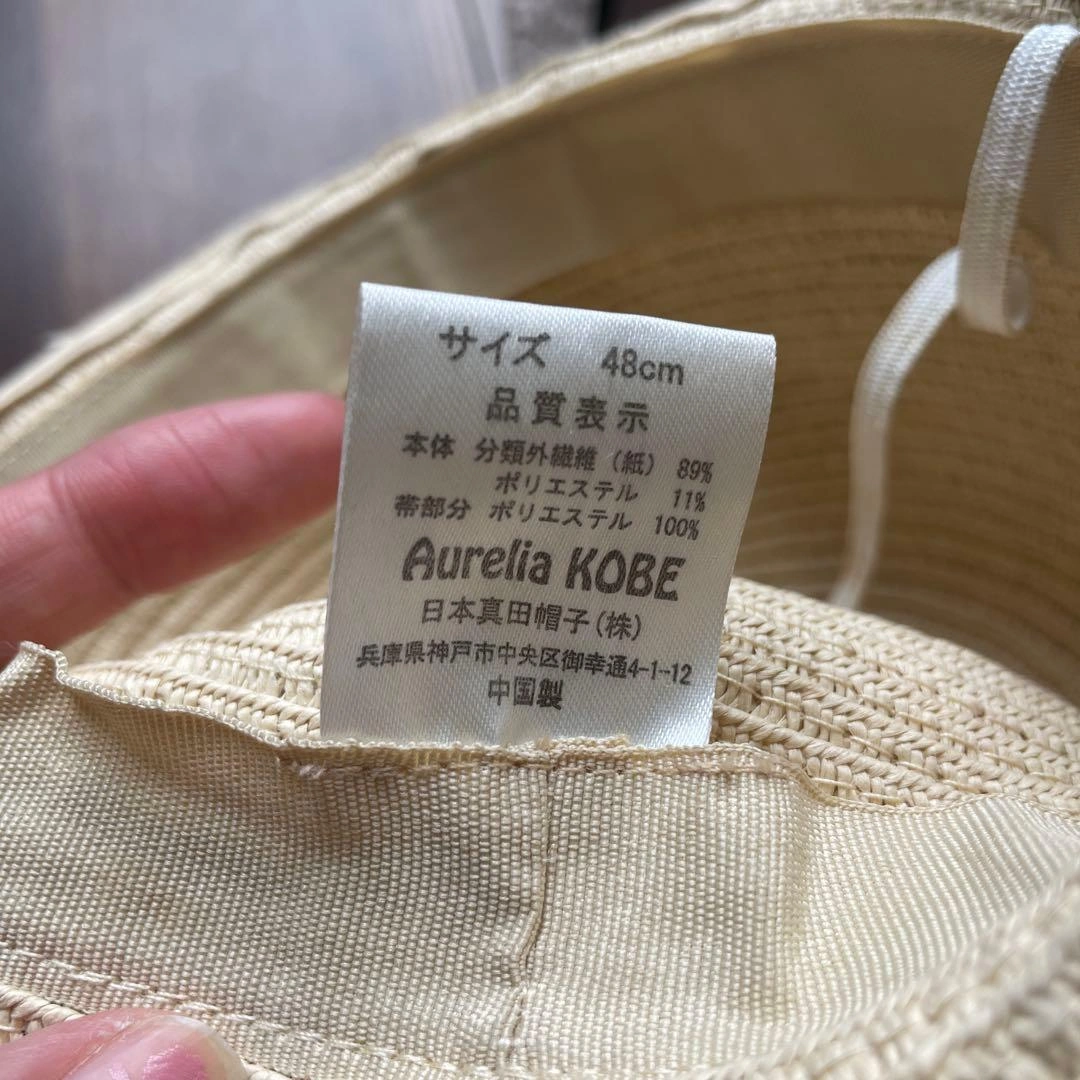 サイズ 48cm
品質表示
本体 分類外繊維(紙) 89%
ポリエステル 11%
帯部分 ポリエステル 100%
Aurelia KOBE
日本真田帽子(株)
兵庫県神戸市中央区御幸通4-1-12
中国製